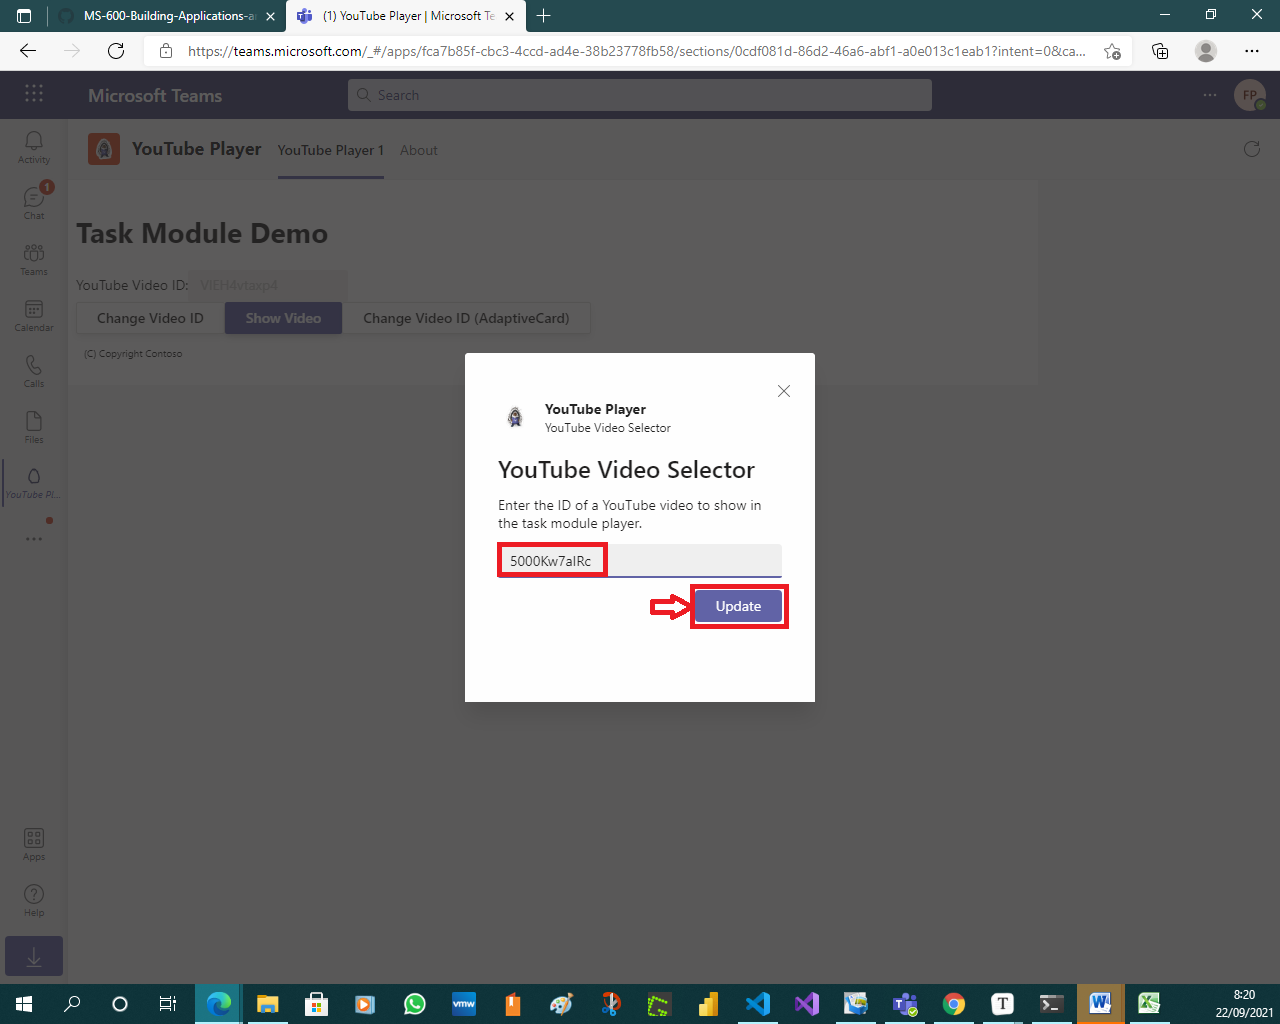 MS-600-Building-Applications-a
(1) YouTube Player | Microsoft Te
https://teams.microsoft.com/_#/apps/fca7b85f-cbc3-4ccd-ad4e-38b23778fb58/sections/0cdf081d-86d2-46a6-abf1-a0e013c1eab1?intent=0&ca...
Microsoft Teams
Search
FP
Activity
1
Chat
Teams
Calendar
Calls
Files
YouTube Pl...
Apps
Help
YouTube Player
YouTube Player 1
About
Task Module Demo
YouTube Video ID: VlEH4vtaxp4
Change Video ID
Show Video
Change Video ID (AdaptiveCard)
(C) Copyright Contoso
YouTube Player
YouTube Video Selector
YouTube Video Selector
Enter the ID of a YouTube video to show in
the task module player.
5000Kw7aIRc
Update
vmw
T
8:20
22/09/2021